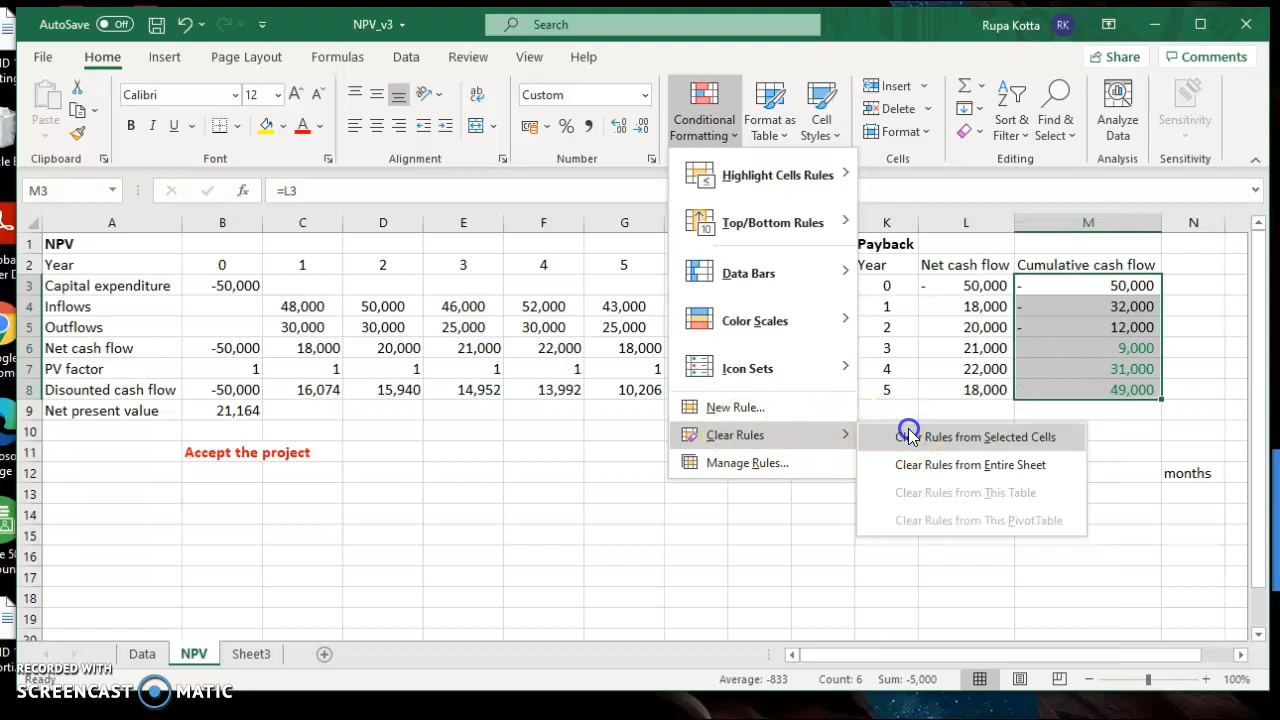 AutoSave Off NPV_v3 Search Rupa Kotta RK
File Home Insert Page Layout Formulas Data Review View Help Share Comments
Paste Calibri 12 Custom Conditional Formatting Format as Table Cell Styles Insert Delete Format Sort & Filter Find & Select Analyze Data Sensitivity
Clipboard Font Alignment Number Cells Editing Analysis Sensitivity
M3 fx =L3
A B C D E F G K L M N
1 NPV Payback
2 Year 0 1 2 3 4 5 Year Net cash flow Cumulative cash flow
3 Capital expenditure -50,000 0 - 50,000 - 50,000
4 Inflows 48,000 50,000 46,000 52,000 43,000 1 18,000 - 32,000
5 Outflows 30,000 30,000 25,000 30,000 25,000 2 20,000 - 12,000
6 Net cash flow -50,000 18,000 20,000 21,000 22,000 18,000 3 21,000 9,000
7 PV factor 1 1 1 1 1 1 4 22,000 31,000
8 Disounted cash flow -50,000 16,074 15,940 14,952 13,992 10,206 5 18,000 49,000
9 Net present value 21,164
10
11 Accept the project
12 months
13
14
15
16
17
18
19
20
Highlight Cells Rules
Top/Bottom Rules
Data Bars
Color Scales
Icon Sets
New Rule...
Clear Rules
Manage Rules...
Rules from Selected Cells
Clear Rules from Entire Sheet
Clear Rules from This Table
Clear Rules from This PivotTable
Data NPV Sheet3
RECORDED WITH
SCREENCAST MATIC
Ready Average: -833 Count: 6 Sum: -5,000 100%